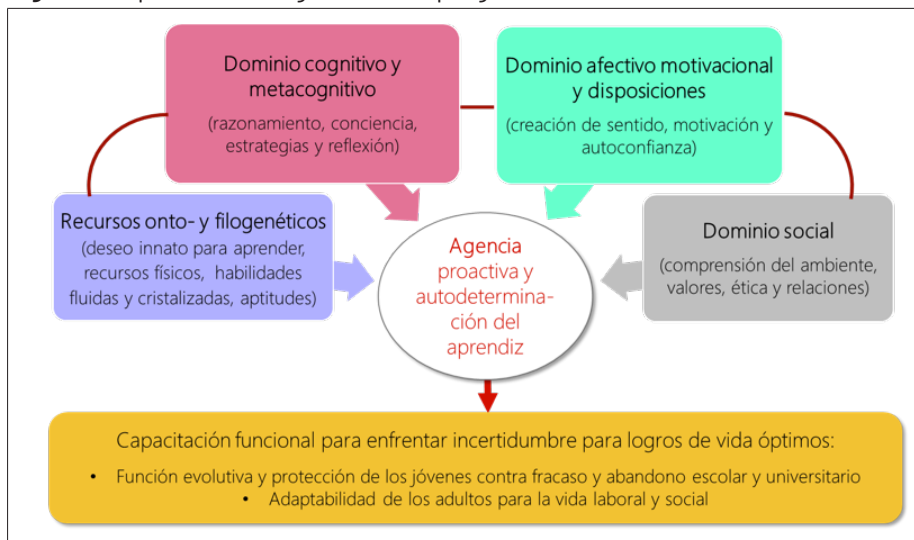 Dominio cognitivo y
metacognitivo
(razonamiento, conciencia,
estrategias y reflexión)
Dominio afectivo motivacional
y disposiciones
(creación de sentido, motivación y
autoconfianza)
Recursos onto- y filogenéticos
(deseo innato para aprender,
recursos físicos, habilidades
fluidas y cristalizadas, aptitudes)
Agencia
proactiva y
autodetermina-
ción del
aprendiz
Dominio social
(comprensión del ambiente,
valores, ética y relaciones)
Capacitación funcional para enfrentar incertidumbre para logros de vida óptimos:
• Función evolutiva y protección de los jóvenes contra fracaso y abandono escolar y universitario
• Adaptabilidad de los adultos para la vida laboral y social